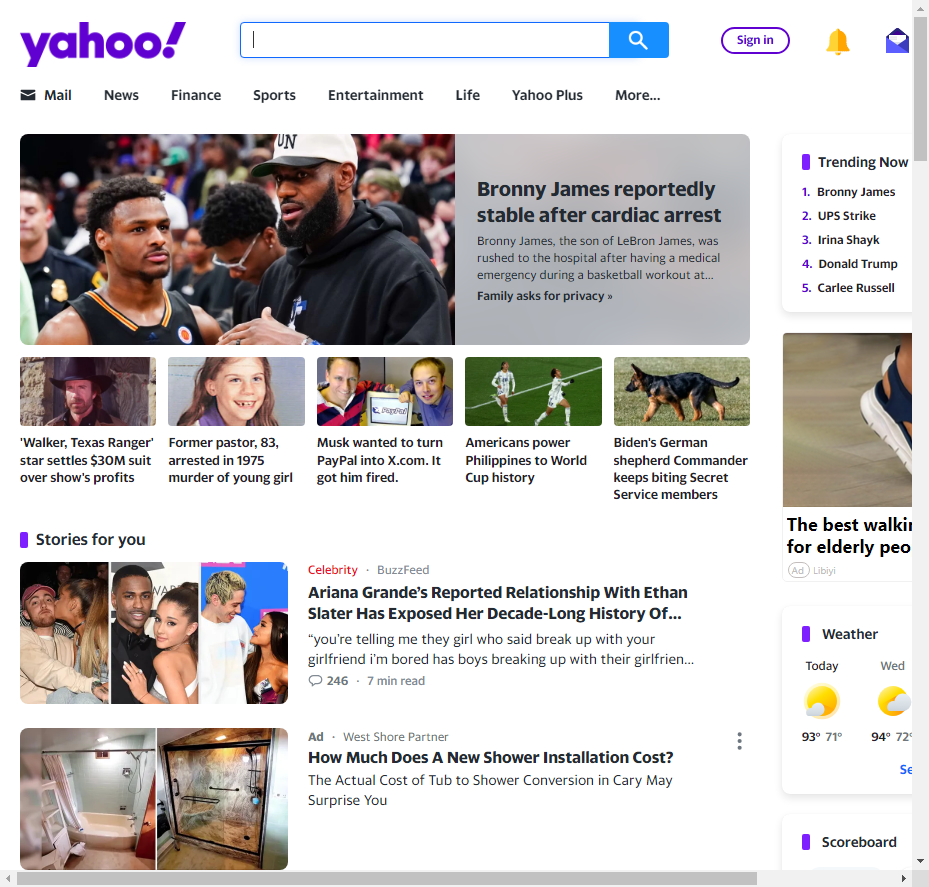 yahoo!
Sign in
Mail
News
Finance
Sports
Entertainment
Life
Yahoo Plus
More...
UN
Bronny James reportedly
stable after cardiac arrest
Bronny James, the son of LeBron James, was
rushed to the hospital after having a medical
emergency during a basketball workout at...
Family asks for privacy »
'Walker, Texas Ranger'
star settles $30M suit
over show's profits
Former pastor, 83,
arrested in 1975
murder of young girl
PayPal
Musk wanted to turn
PayPal into X.com. It
got him fired.
Americans power
Philippines to World
Cup history
Biden's German
shepherd Commander
keeps biting Secret
Service members
Stories for you
Celebrity · BuzzFeed
Ariana Grande’s Reported Relationship With Ethan
Slater Has Exposed Her Decade-Long History Of...
“you’re telling me they girl who said break up with your
girlfriend i’m bored has boys breaking up with their girlfrien...
246 · 7 min read
Ad · West Shore Partner
How Much Does A New Shower Installation Cost?
The Actual Cost of Tub to Shower Conversion in Cary May
Surprise You
Trending Now
1. Bronny James
2. UPS Strike
3. Irina Shayk
4. Donald Trump
5. Carlee Russell
The best walkin
for elderly peo
Ad Libiyi
Weather
Today Wed
93° 71° 94° 72°
Se
Scoreboard